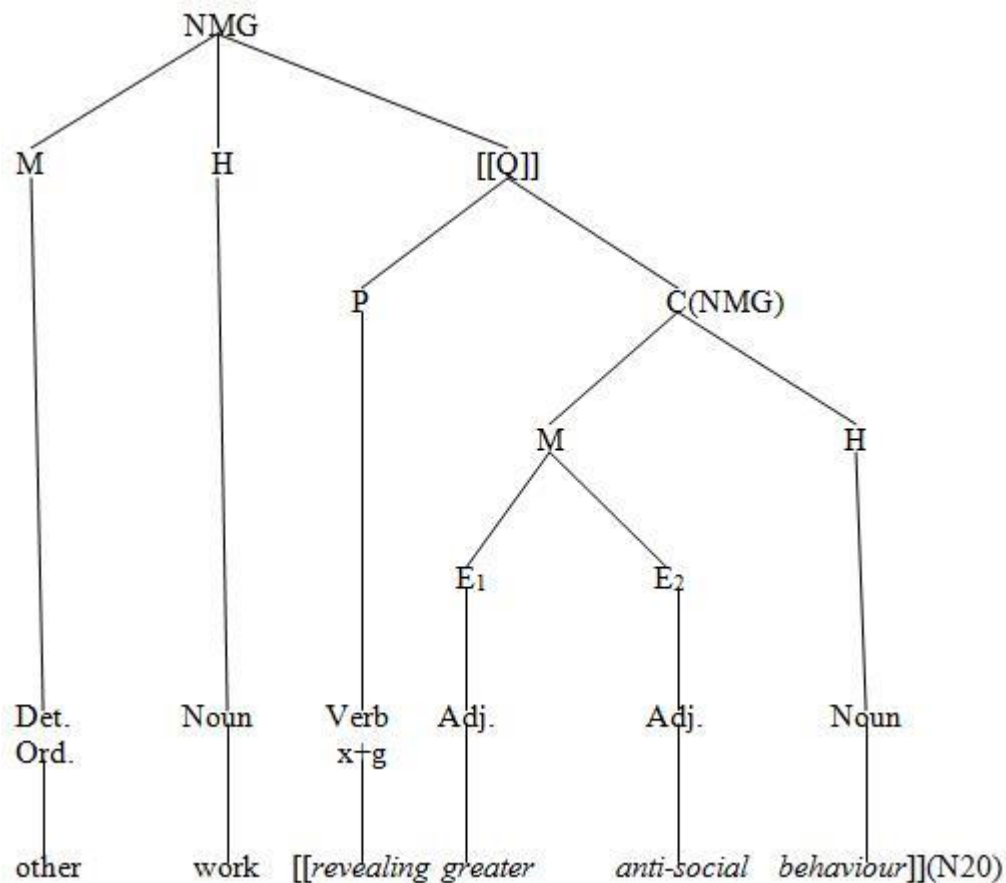 NMG
M H [[Q]]
P C(NMG)
M H
E1 E2
Det. Noun Verb Adj. Adj. Noun
Ord. x+g
other work [[revealing greater anti-social behaviour]](N20)